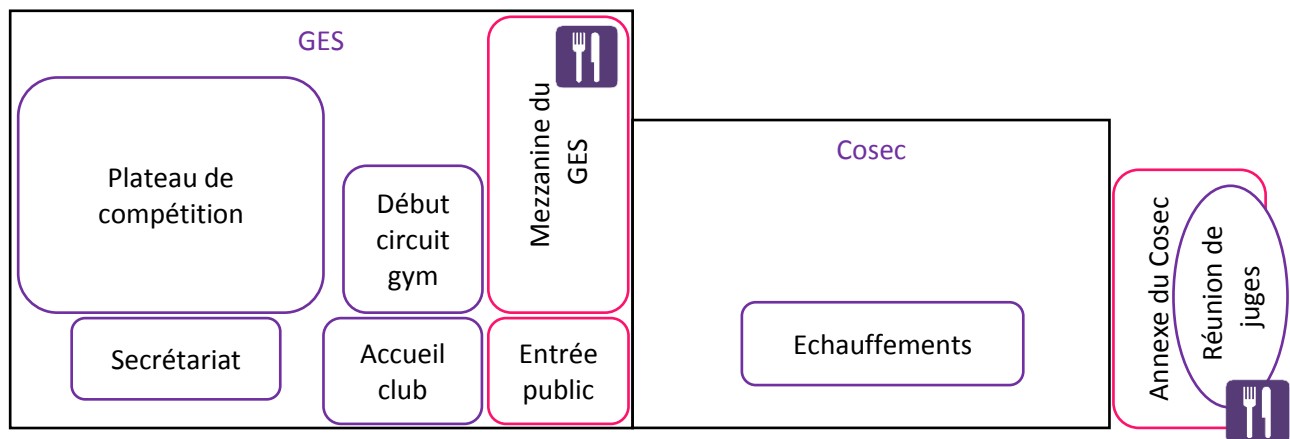 GES
Plateau de
compétition
Début
circuit
gym
Mezzanine du
GES
Secrétariat
Accueil
club
Entrée
public
Cosec
Echauffements
Annexe du Cosec
Réunion de
juges